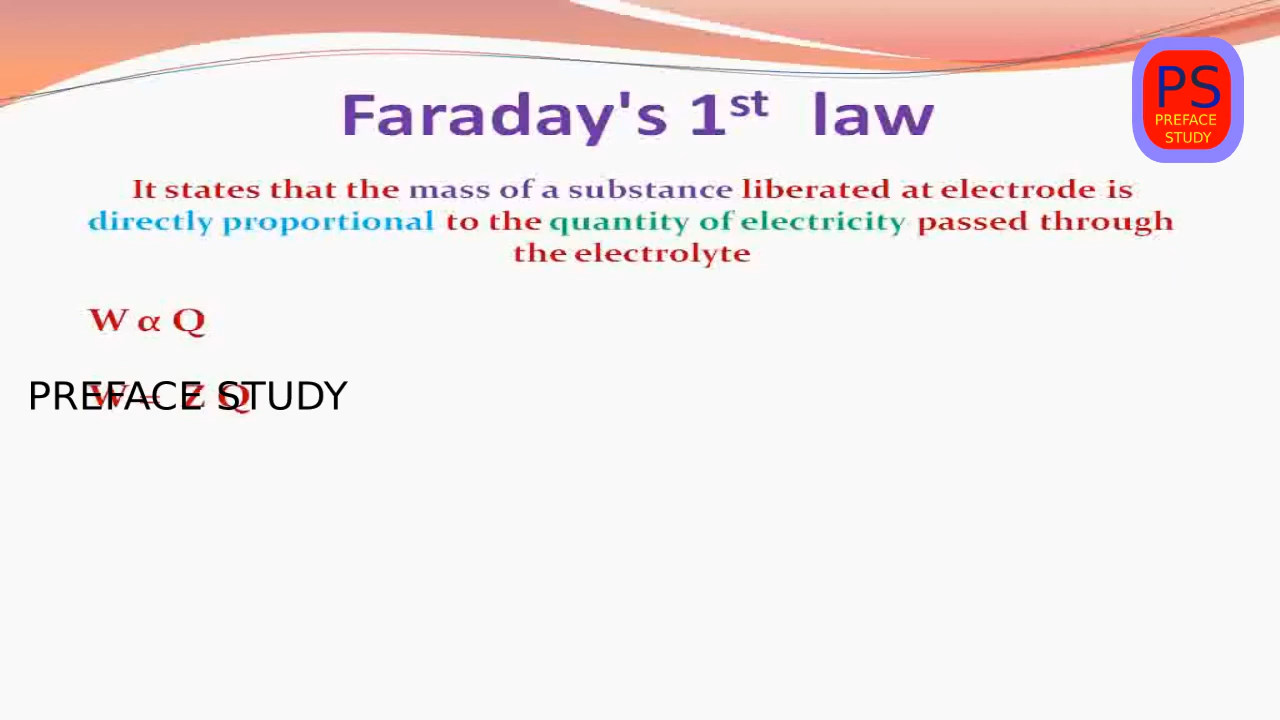 Faraday's 1st law
PS
PREFACE
STUDY
It states that the mass of a substance liberated at electrode is
directly proportional to the quantity of electricity passed through
the electrolyte
W α Q
W = Z Q
PREFACE STUDY